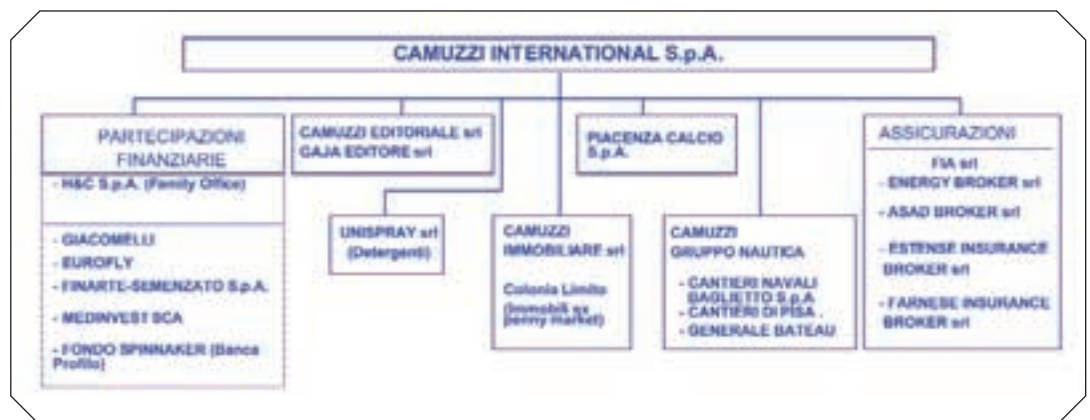 CAMUZZI INTERNATIONAL S.p.A.
PARTECIPAZIONI
FINANZIARIE
- H&C S.p.A. (Family Office)
- GIACOMELLI
- EUROFLY
- FINARTE-SEMENZATO S.p.A.
- MEDINVEST SCA
- FONDO SPINNAKER (Banca
Profilo)
CAMUZZI EDITORIALE srl
GAJA EDITORE srl
UNISPRAY srl
(Detergenti)
CAMUZZI
IMMOBILIARE srl
Colonia Limito
(Immobili ex
penny market)
PIACENZA CALCIO
S.p.A.
CAMUZZI
GRUPPO NAUTICA
- CANTIERI NAVALI
BAGLIETTO S.p.A
- CANTIERI DI PISA .
- GENERALE BATEAU
ASSICURAZIONI
FIA srl
- ENERGY BROKER srl
- ASAD BROKER srl
- ESTENSE INSURANCE
BROKER srl
- FARNESE INSURANCE
BROKER srl